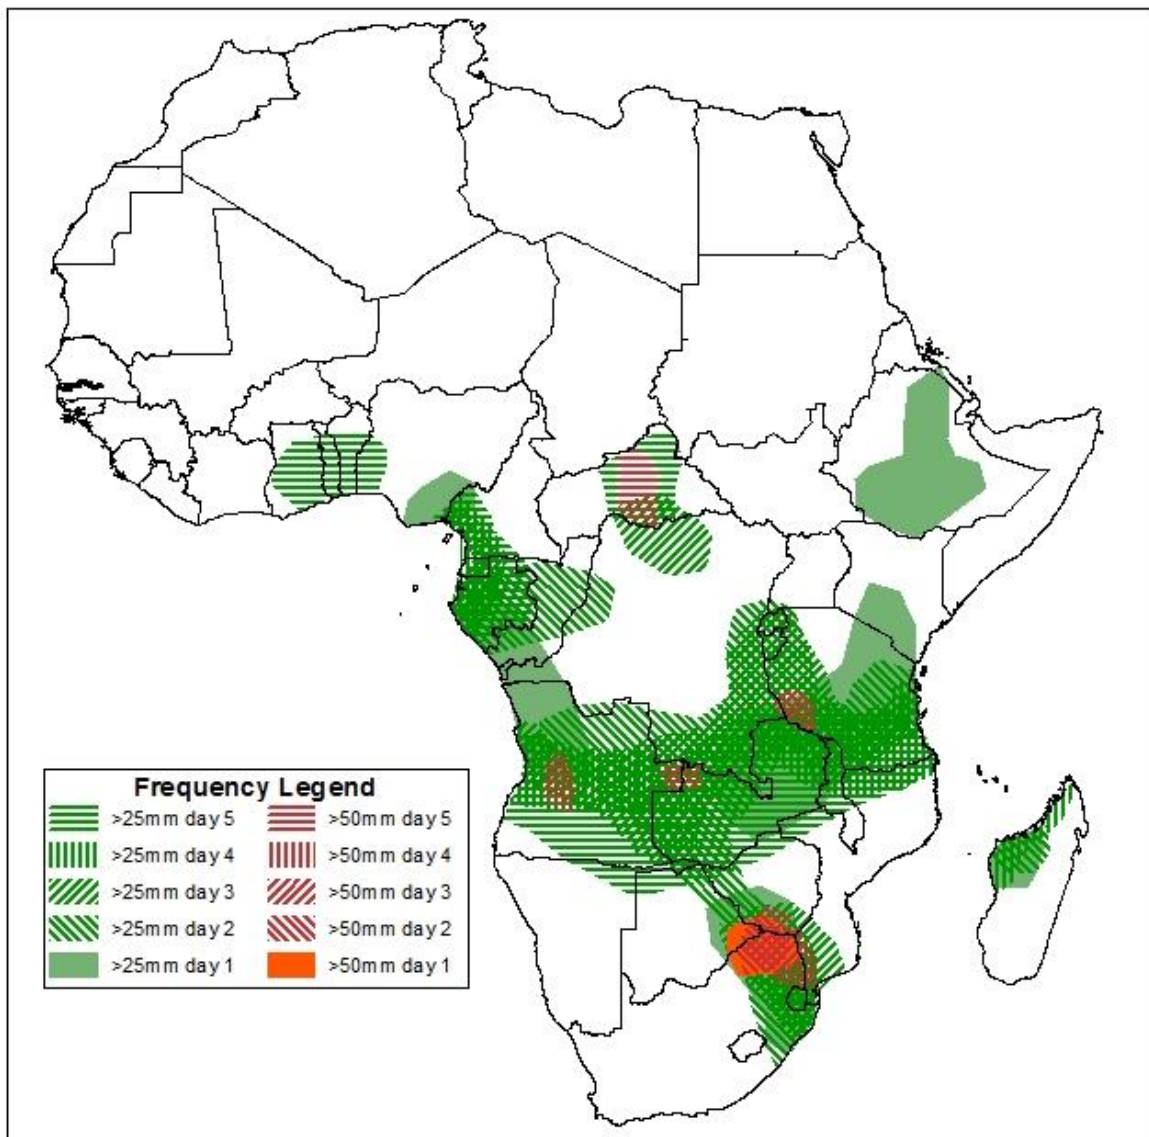 Frequency Legend
>25mm day 5 >50mm day 5
>25mm day 4 >50mm day 4
>25mm day 3 >50mm day 3
>25mm day 2 >50mm day 2
>25mm day 1 >50mm day 1